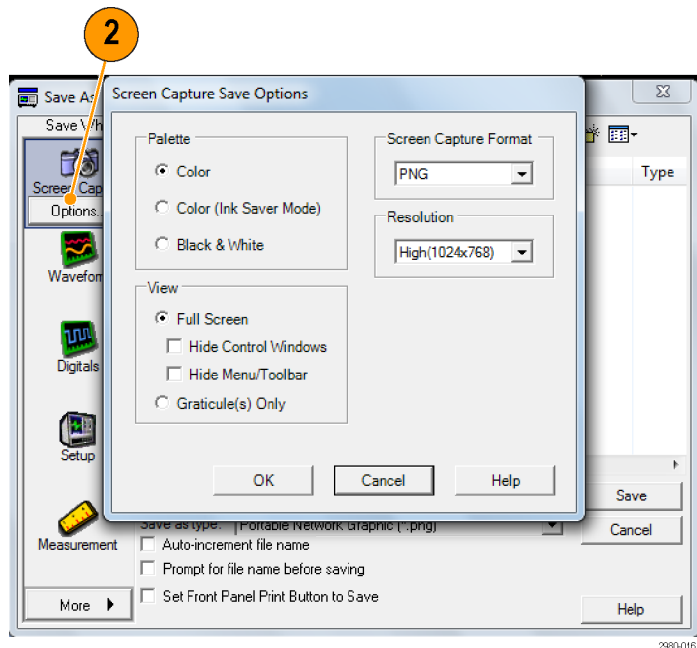 2
Save A
Screen Capture Save Options
Save Wh
Palette
Screen Capture Format
Color
PNG
Color (Ink Saver Mode)
Resolution
Black & White
High(1024x768)
Type
Screen Cap
Options..
Waveform
View
Full Screen
Hide Control Windows
Hide Menu/Toolbar
Graticule(s) Only
Digitals
Setup
OK
Cancel
Help
Save
Save as type: Portable Network Graphic (*.png)
Cancel
Measurement
Auto-increment file name
Prompt for file name before saving
More
Set Front Panel Print Button to Save
Help
2980-016